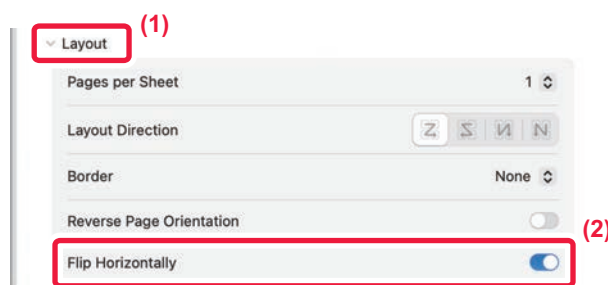 (1)
Layout
Pages per Sheet 1
Layout Direction
Border None
Reverse Page Orientation
(2)
Flip Horizontally